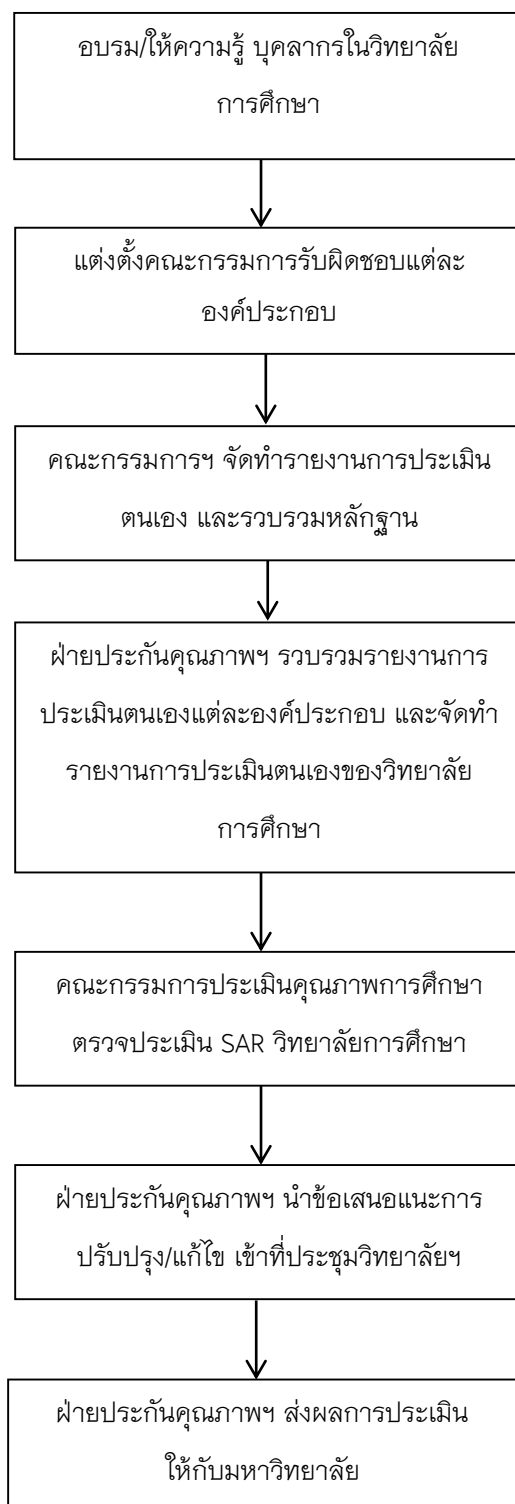 อบรม/ให้ความรู้ บุคลากรในวิทยาลัย
การศึกษา
แต่งตั้งคณะกรรมการรับผิดชอบแต่ละ
องค์ประกอบ
คณะกรรมการฯ จัดทำรายงานการประเมิน
ตนเอง และรวบรวมหลักฐาน
ฝ่ายประกันคุณภาพฯ รวบรวมรายงานการ
ประเมินตนเองแต่ละองค์ประกอบ และจัดทำ
รายงานการประเมินตนเองของวิทยาลัย
การศึกษา
คณะกรรมการประเมินคุณภาพการศึกษา
ตรวจประเมิน SAR วิทยาลัยการศึกษา
ฝ่ายประกันคุณภาพฯ นำข้อเสนอแนะการ
ปรับปรุง/แก้ไข เข้าที่ประชุมวิทยาลัยฯ
ฝ่ายประกันคุณภาพฯ ส่งผลการประเมิน
ให้กับมหาวิทยาลัย